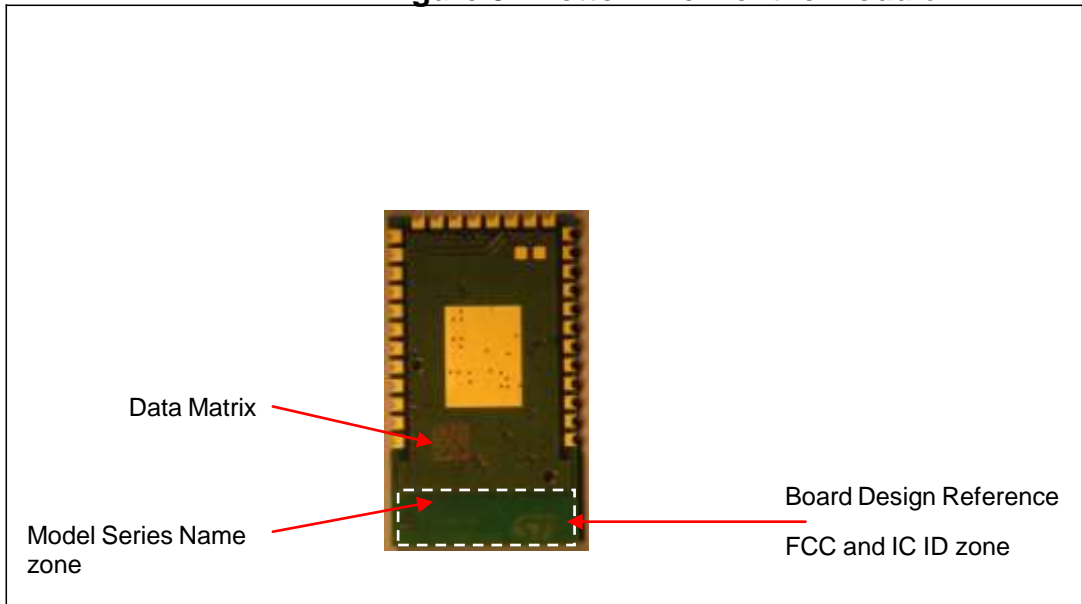 Data Matrix
Model Series Name
zone
Board Design Reference
FCC and IC ID zone